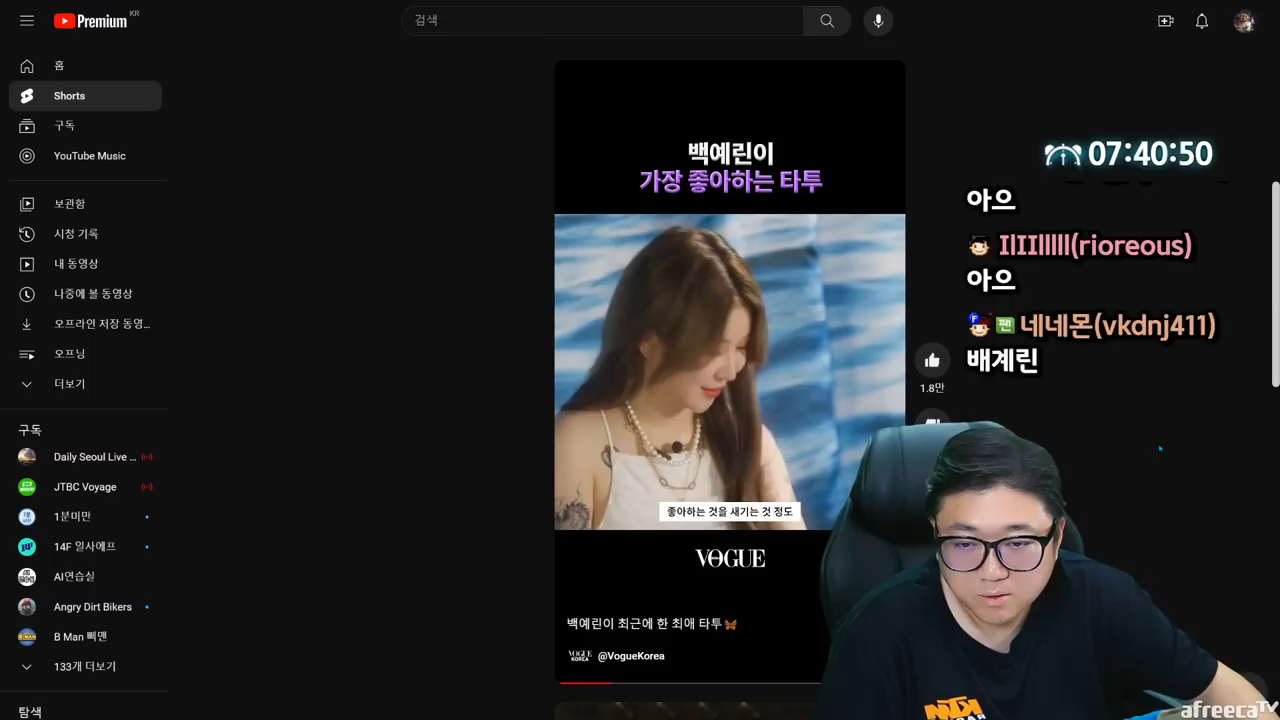 Premium
KR
검색
홈
Shorts
구독
YouTube Music
보관함
시청 기록
내 동영상
나중에 볼 동영상
오프라인 저장 동영...
오프닝
더보기
구독
Daily Seoul Live ...
JTBC Voyage
1분미만
14F 일사에프
AI연습실
Angry Dirt Bikers
B Man 삐맨
133개 더보기
탐색
백예린이
가장 좋아하는 타투
좋아하는 것을 새기는 것 정도
VOGUE
백예린이 최근에 한 최애 타투
VOGUE
KOREA
@VogueKorea
1.8만
07:40:50
아으
(rioreous)
아으
네네몬(vkdnj411)
배계린
afreecaTV